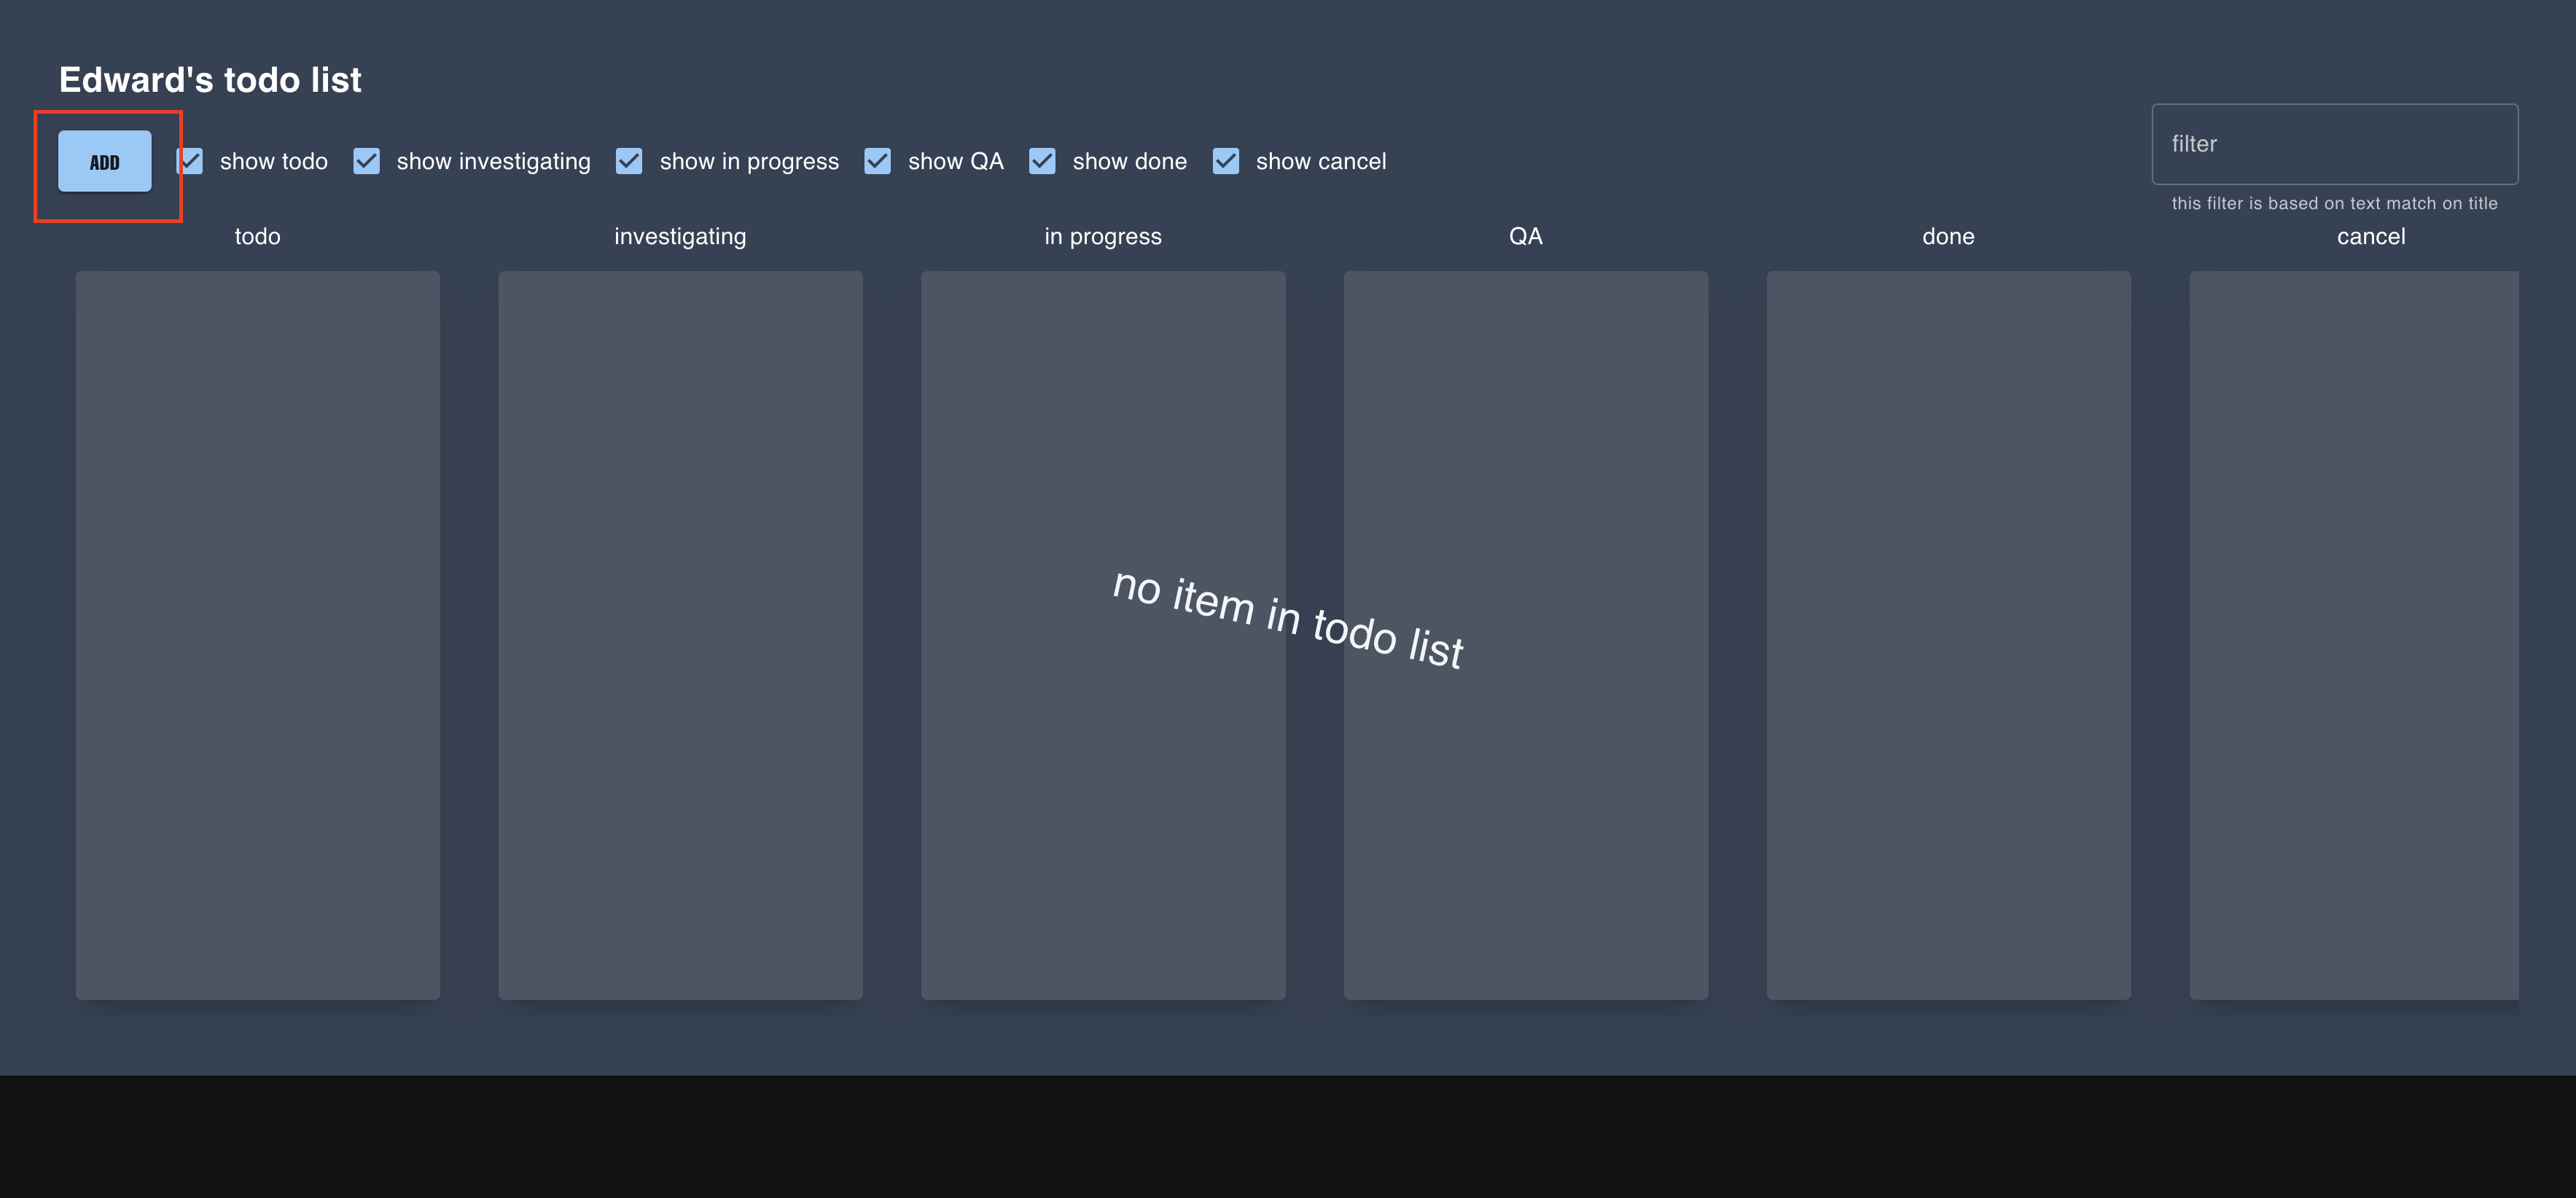 Edward's todo list
ADD show todo show investigating show in progress show QA show done show cancel
filter
this filter is based on text match on title
todo investigating in progress QA done cancel
no item in todo list